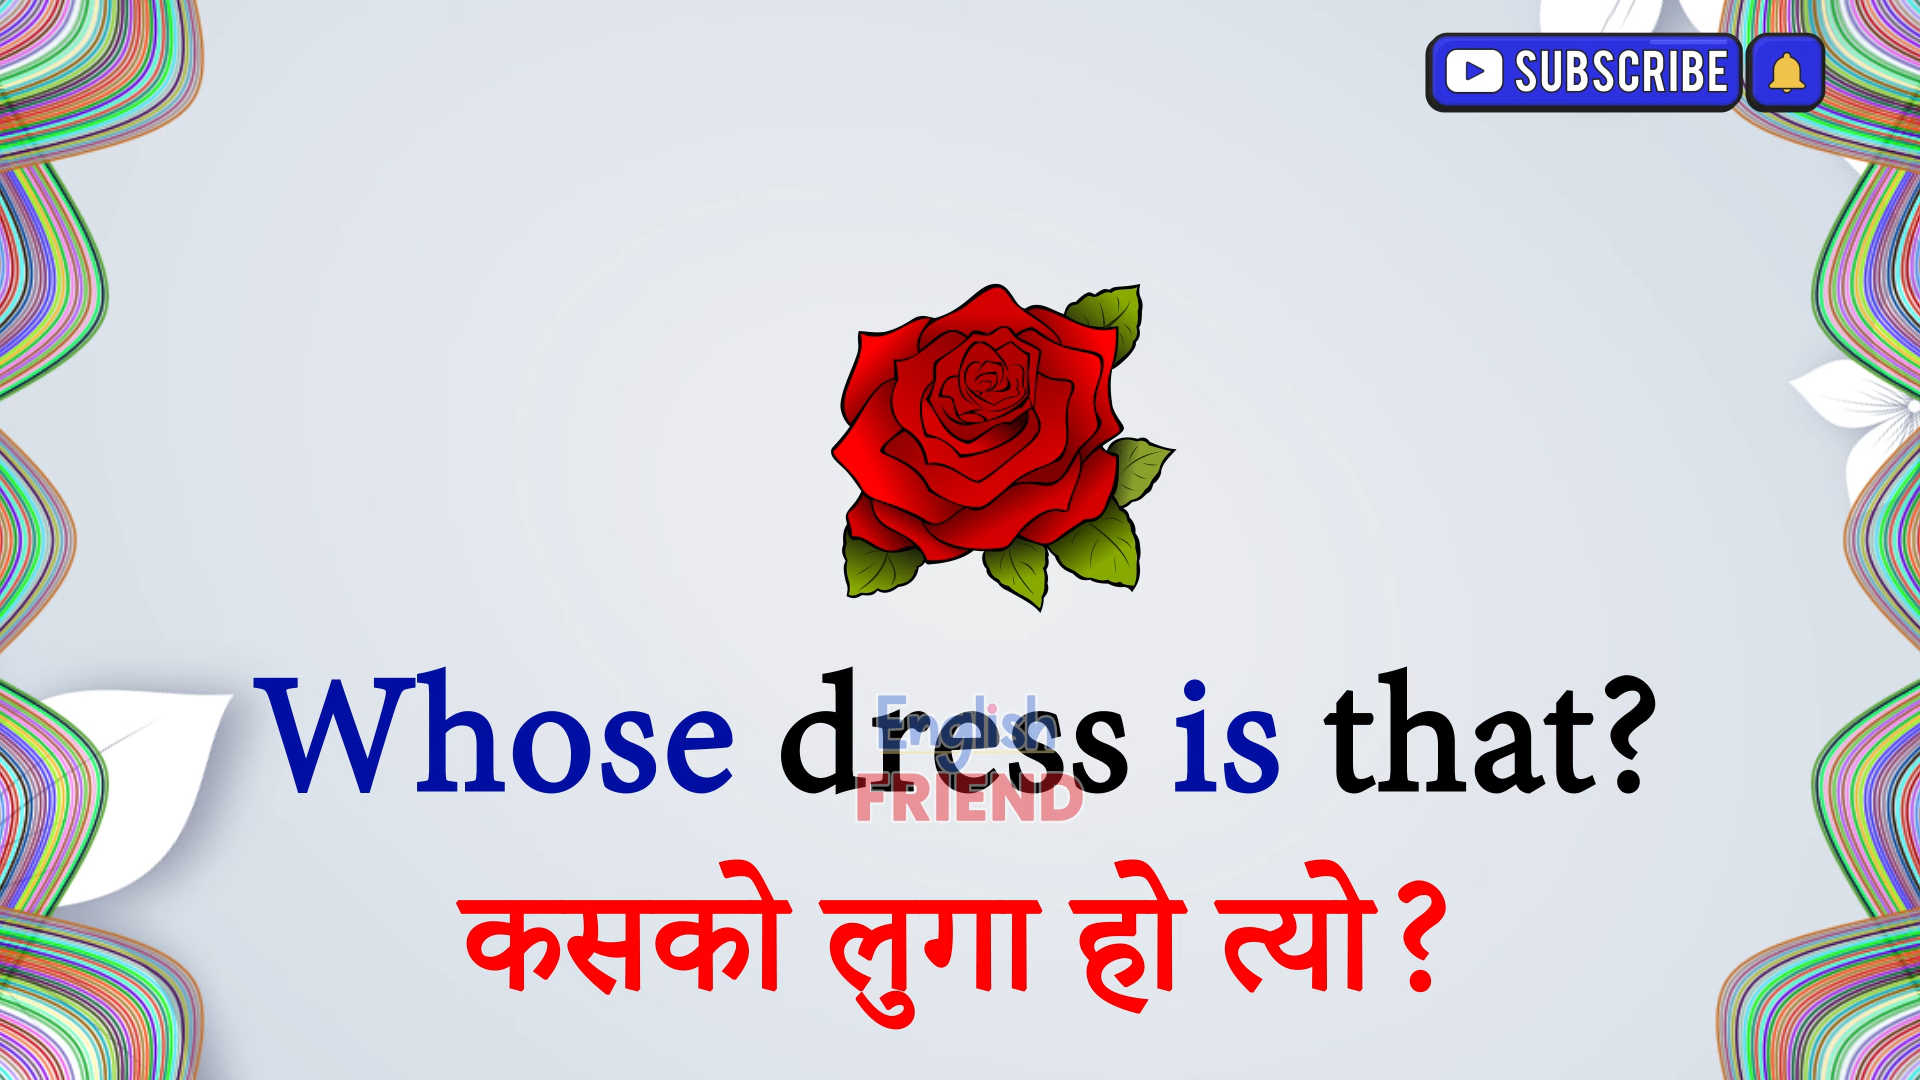 SUBSCRIBE
Whose dress is that?
English
FRIEND
कसको लुगा हो त्यो?